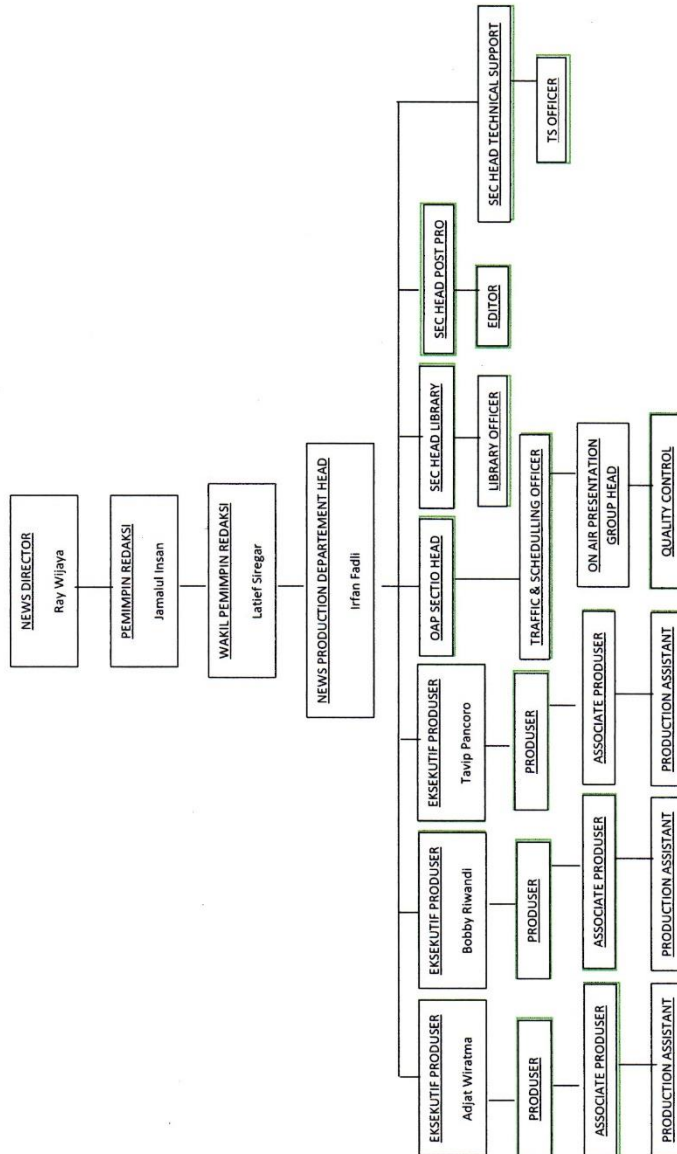 NEWS DIRECTOR
Ray Wijaya
PEMIMPIN REDAKSI
Jamalul Insan
WAKIL PEMIMPIN REDAKSI
Latief Siregar
NEWS PRODUCTION DEPARTEMENT HEAD
Irfan Fadli
EKSEKUTIF PRODUSER
Adjat Wiratma
EKSEKUTIF PRODUSER
Bobby Riwandi
EKSEKUTIF PRODUSER
Tavip Pancoro
OAP SECTIO HEAD
SEC HEAD LIBRARY
SEC HEAD POST PRO
SEC HEAD TECHNICAL SUPPORT
PRODUSER
PRODUSER
PRODUSER
TRAFFIC & SCHEDULLING OFFICER
LIBRARY OFFICER
EDITOR
TS OFFICER
ASSOCIATE PRODUSER
ASSOCIATE PRODUSER
ASSOCIATE PRODUSER
ON AIR PRESENTATION
GROUP HEAD
PRODUCTION ASSISTANT
PRODUCTION ASSISTANT
PRODUCTION ASSISTANT
QUALITY CONTROL